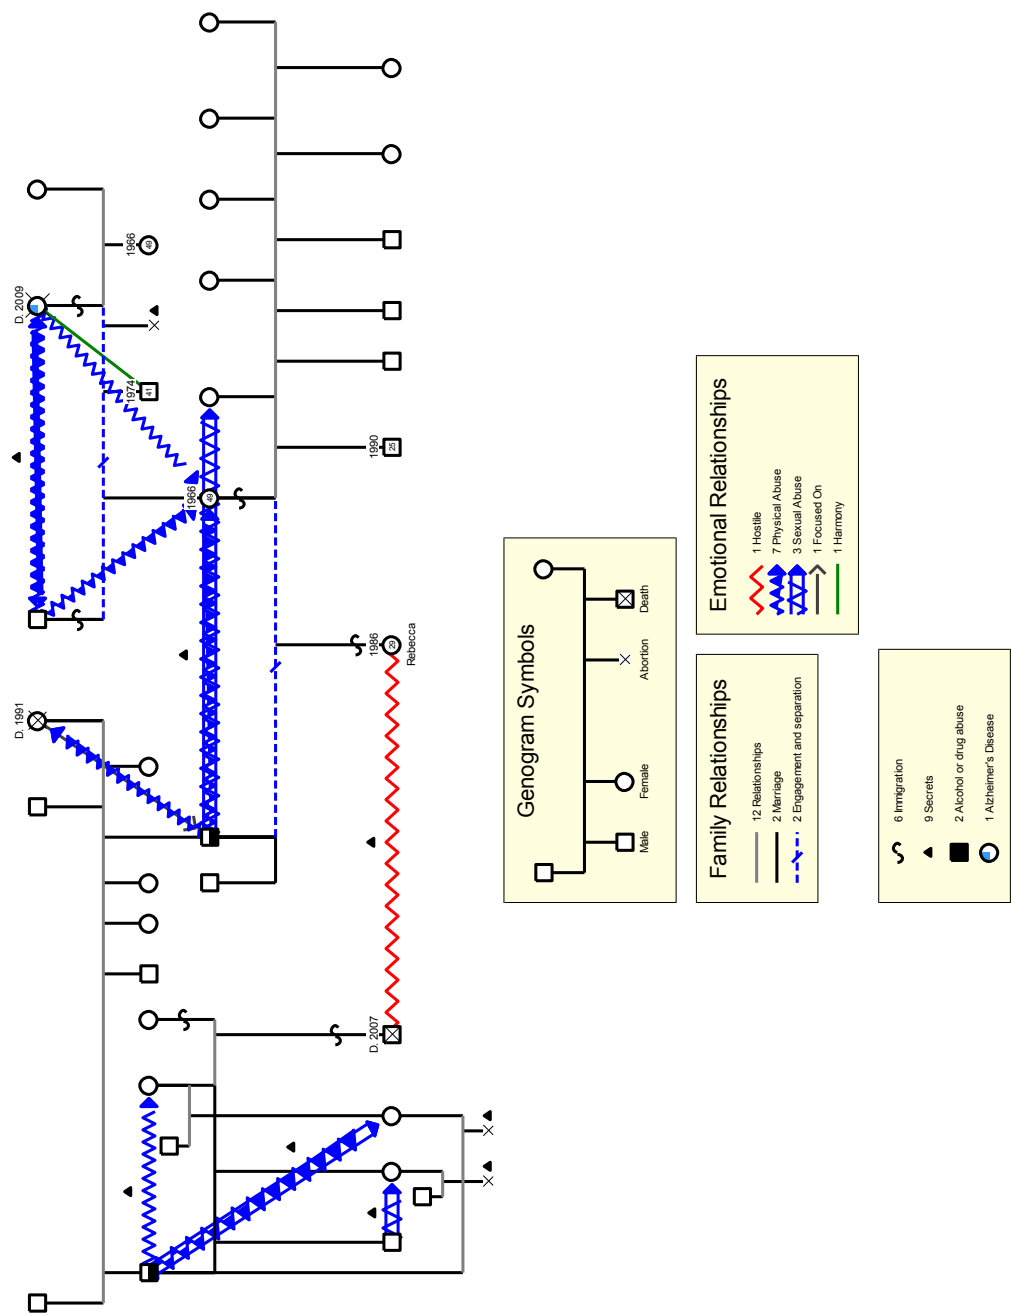 D. 2009
1966
49
1974
41
1966
49
1990
25
D. 1991
1986
29
Rebecca
D. 2007
Genogram Symbols
Male
Female
Abortion
Death
Family Relationships
12 Relationships
2 Marriage
2 Engagement and separation
Emotional Relationships
1 Hostile
7 Physical Abuse
3 Sexual Abuse
1 Focused On
1 Harmony
6 Immigration
9 Secrets
2 Alcohol or drug abuse
1 Alzheimer's Disease